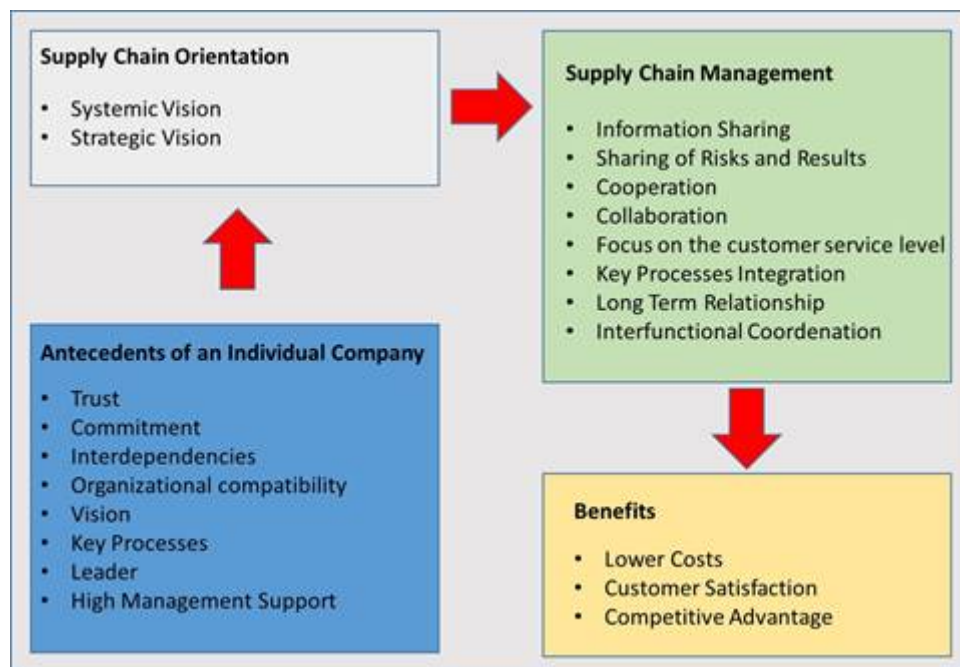 Supply Chain Orientation
• Systemic Vision
• Strategic Vision
Supply Chain Management
• Information Sharing
• Sharing of Risks and Results
• Cooperation
• Collaboration
• Focus on the customer service level
• Key Processes Integration
• Long Term Relationship
• Interfunctional Coordenation
Antecedents of an Individual Company
• Trust
• Commitment
• Interdependencies
• Organizational compatibility
• Vision
• Key Processes
• Leader
• High Management Support
Benefits
• Lower Costs
• Customer Satisfaction
• Competitive Advantage